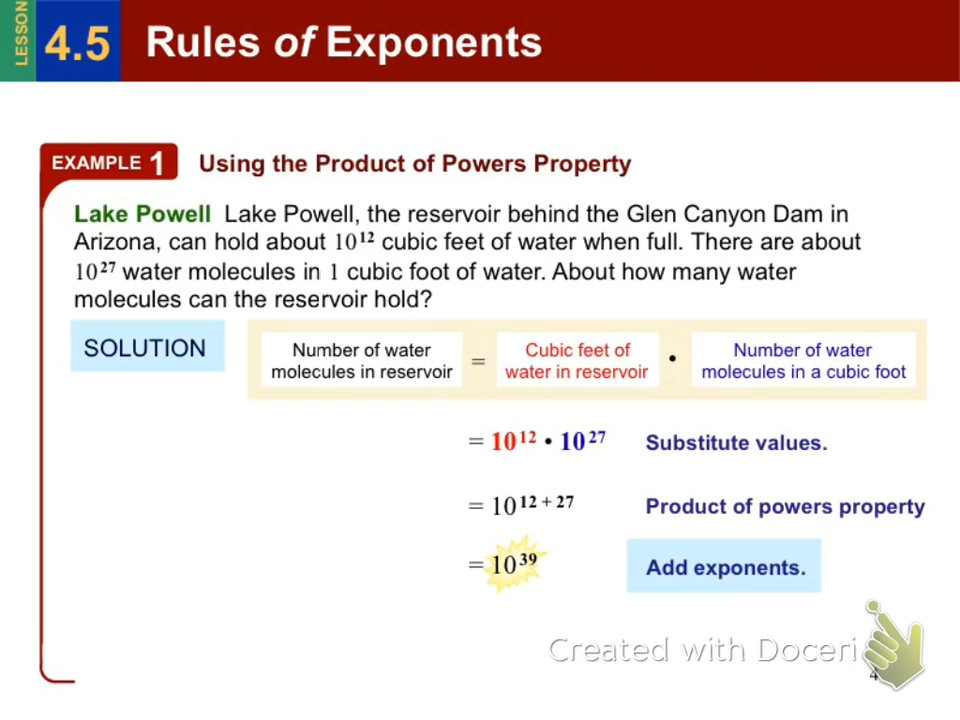 LESSON
4.5
Rules of Exponents
EXAMPLE 1
Using the Product of Powers Property
Lake Powell Lake Powell, the reservoir behind the Glen Canyon Dam in
Arizona, can hold about 10¹² cubic feet of water when full. There are about
10²⁷ water molecules in 1 cubic foot of water. About how many water
molecules can the reservoir hold?
SOLUTION
Number of water
molecules in reservoir
=
Cubic feet of
water in reservoir
•
Number of water
molecules in a cubic foot
= 10¹² • 10²⁷
Substitute values.
= 10¹² ⁺ ²⁷
Product of powers property
= 10³⁹
Add exponents.
Created with Doceri
4